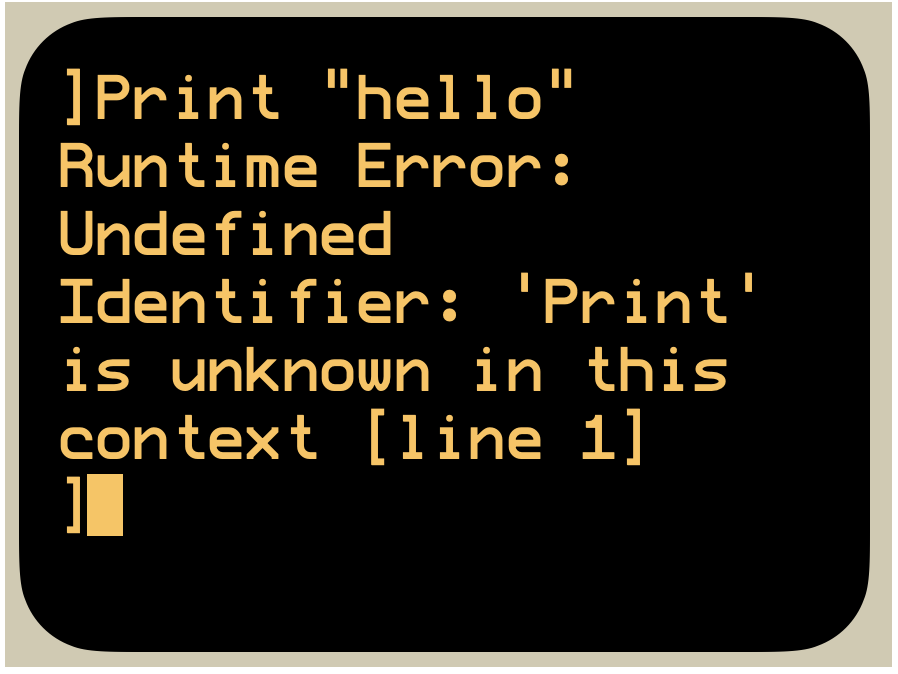 ]Print "hello"
Runtime Error:
Undefined
Identifier: 'Print'
is unknown in this
context [line 1]
]